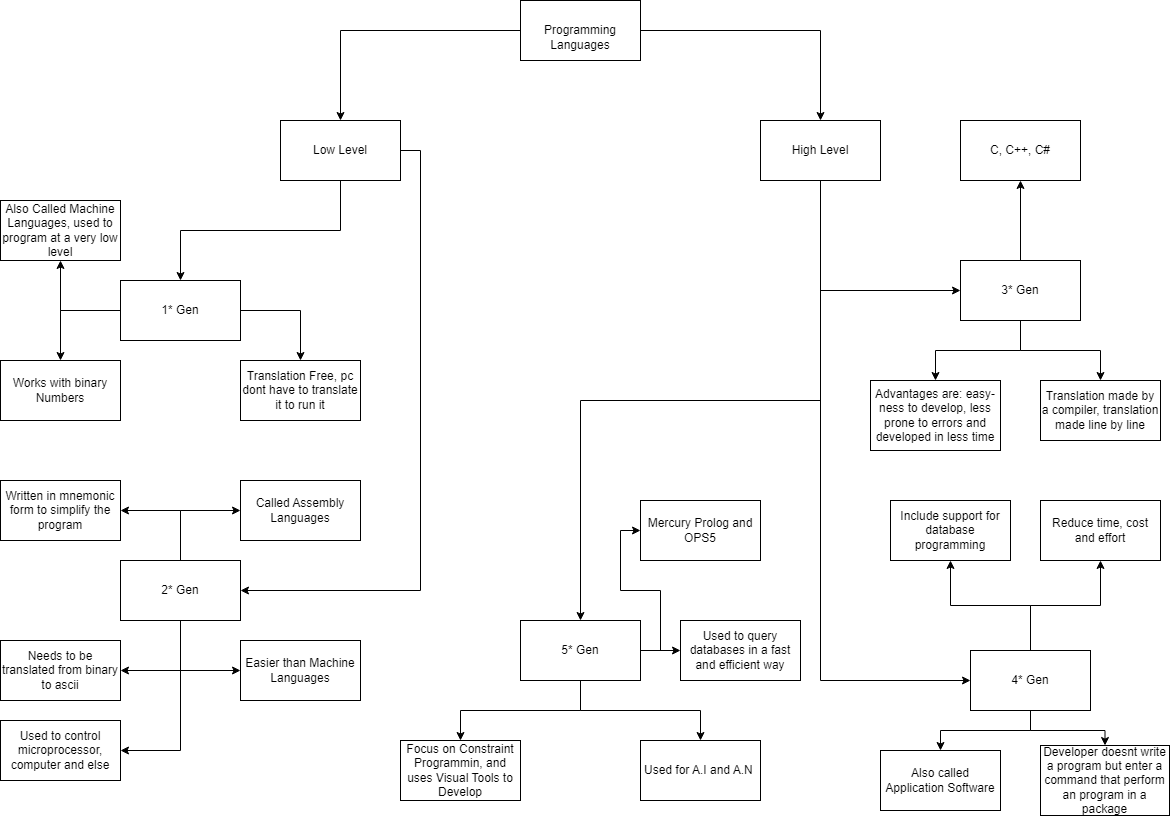 Programming
Languages
Low Level
High Level
C, C++, C#
Also Called Machine
Languages, used to
program at a very low
level
1* Gen
3* Gen
Works with binary
Numbers
Translation Free, pc
dont have to translate
it to run it
Advantages are: easy-
ness to develop, less
prone to errors and
developed in less time
Translation made by
a compiler, translation
made line by line
Written in mnemonic
form to simplify the
program
Called Assembly
Languages
Mercury Prolog and
OPS5
Include support for
database
programming
Reduce time, cost
and effort
2* Gen
5* Gen
Used to query
databases in a fast
and efficient way
4* Gen
Needs to be
translated from binary
to ascii
Easier than Machine
Languages
Used to control
microprocessor,
computer and else
Focus on Constraint
Programmin, and
uses Visual Tools to
Develop
Used for A.I and A.N
Also called
Application Software
Developer doesnt write
a program but enter a
command that perform
an program in a
package